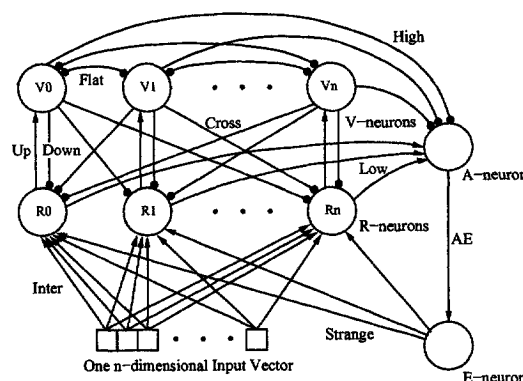 High
V0
Flat
V1
Vn
V-neurons
Cross
Up
Down
Low
A-neuron
R0
R1
Rn
R-neurons
AE
Inter
Strange
One n-dimensional Input Vector
E-neuron